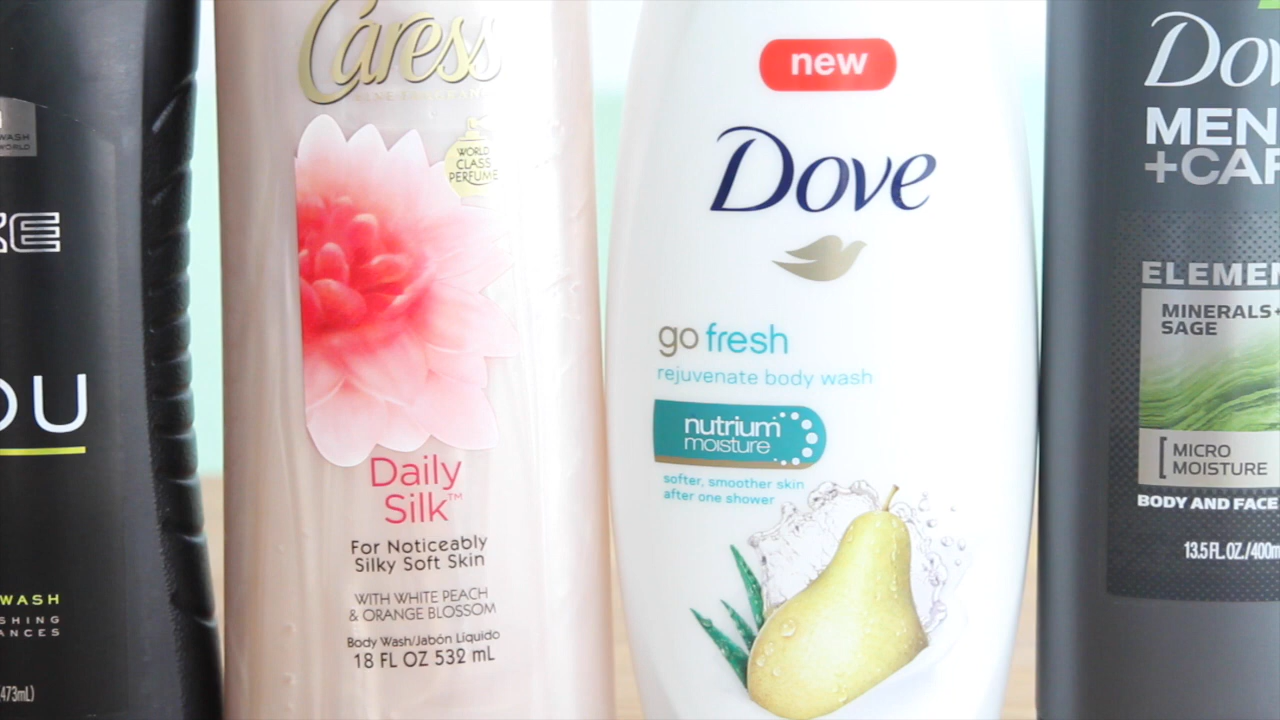 WASH
WORLD
XE
OU
WASH
SHING
ANCES
473mL)
Caress
WORLD
CLASS
PERFUME
Daily
Silk™
For Noticeably
Silky Soft Skin
WITH WHITE PEACH
& ORANGE BLOSSOM
Body Wash/Jabón Líquido
18 FL OZ 532 mL
new
Dove
go fresh
rejuvenate body wash
nutrium
moisture
softer, smoother skin
after one shower
Dov
MEN
+CAR
ELEMEN
MINERALS+
SAGE
MICRO
MOISTURE
BODY AND FACE
13.5 FL. OZ./400m